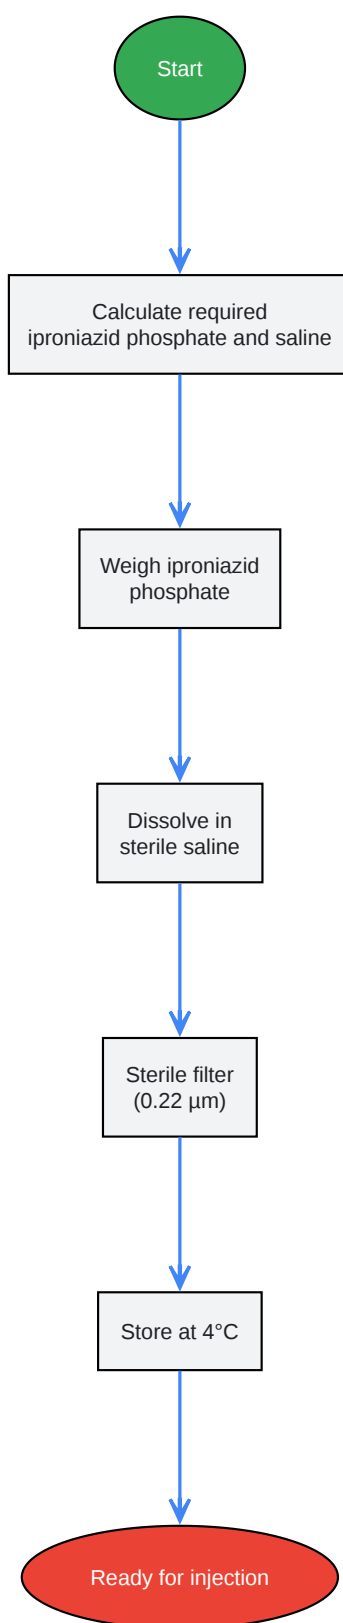 Start
Calculate required
iproniazid phosphate and saline
Weigh iproniazid
phosphate
Dissolve in
sterile saline
Sterile filter
(0.22 µm)
Store at 4°C
Ready for injection